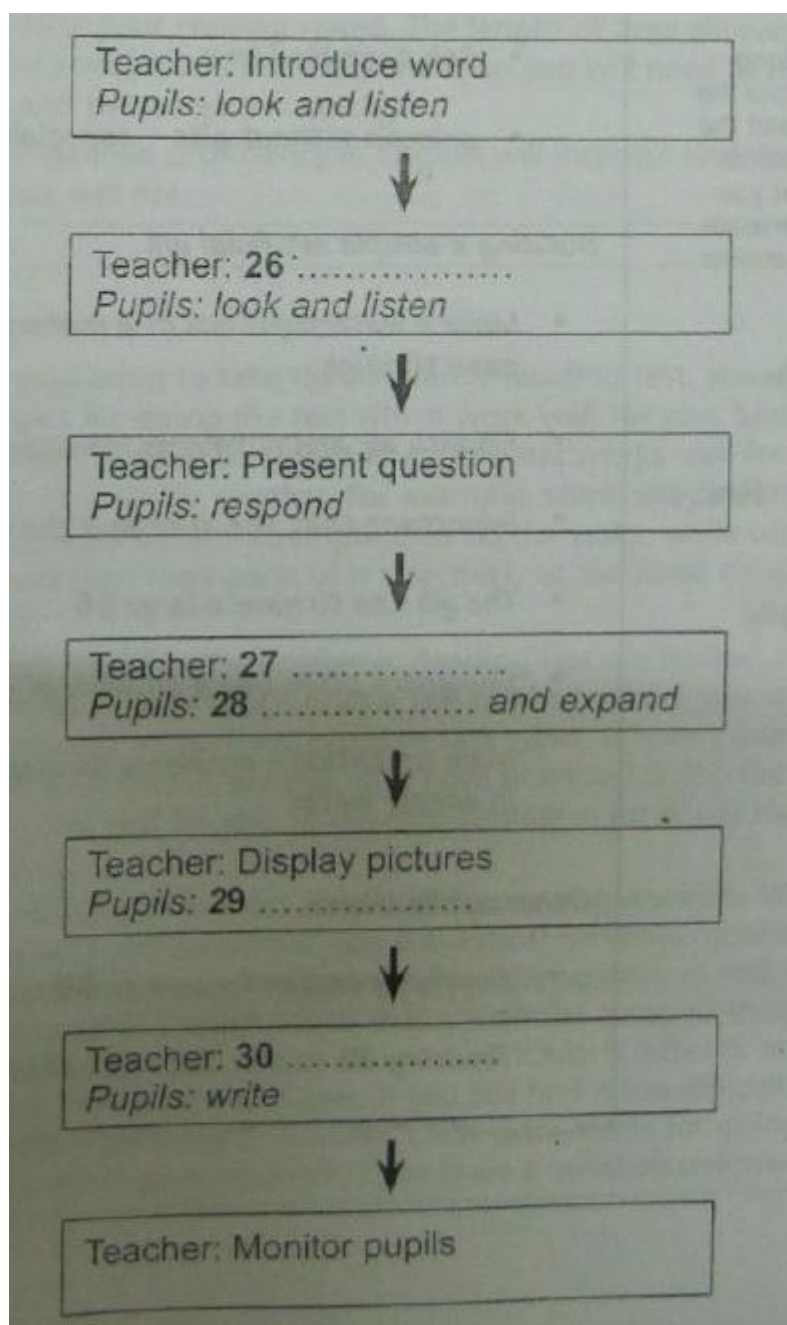 Teacher: Introduce word
Pupils: look and listen
Teacher: 26 ...................
Pupils: look and listen
Teacher: Present question
Pupils: respond
Teacher: 27 ...................
Pupils: 28 ................... and expand
Teacher: Display pictures
Pupils: 29 ...................
Teacher: 30 ...................
Pupils: write
Teacher: Monitor pupils